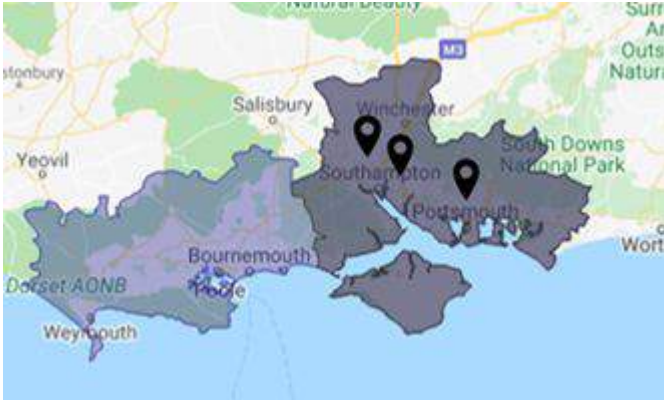 Natural Beauty
Surr
Ar
Outs
Natura
M3
stonbury
Salisbury
Winchester
Yeovil
South Downs
National Park
Southampton
Portsmouth
Wort
Bournemouth
Poole
Dorset AONB
Weymouth